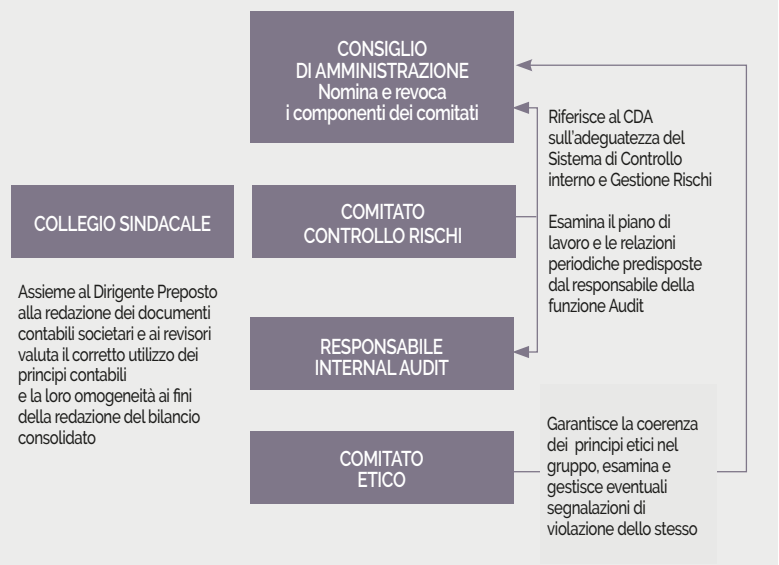 CONSIGLIO
DI AMMINISTRAZIONE
Nomina e revoca
i componenti dei comitati
Riferisce al CDA
sull'adeguatezza del
Sistema di Controllo
interno e Gestione Rischi
COLLEGIO SINDACALE
COMITATO
CONTROLLO RISCHI
Esamina il piano di
lavoro e le relazioni
periodiche predisposte
dal responsabile della
funzione Audit
Assieme al Dirigente Preposto
alla redazione dei documenti
contabili societari e ai revisori
valuta il corretto utilizzo dei
principi contabili
e la loro omogeneità ai fini
della redazione del bilancio
consolidato
RESPONSABILE
INTERNAL AUDIT
COMITATO
ETICO
Garantisce la coerenza
dei principi etici nel
gruppo, esamina e
gestisce eventuali
segnalazioni di
violazione dello stesso